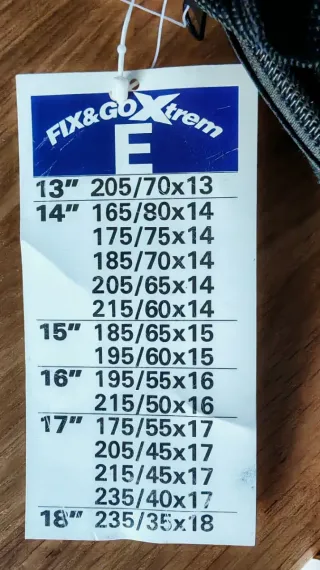 FIX&GO Xtrem
E
13" 205/70x13
14" 165/80x14
175/75x14
185/70x14
205/65x14
215/60x14
15" 185/65x15
195/60x15
16" 195/55x16
215/50x16
17" 175/55x17
205/45x17
215/45x17
235/40x17
18" 235/35x18